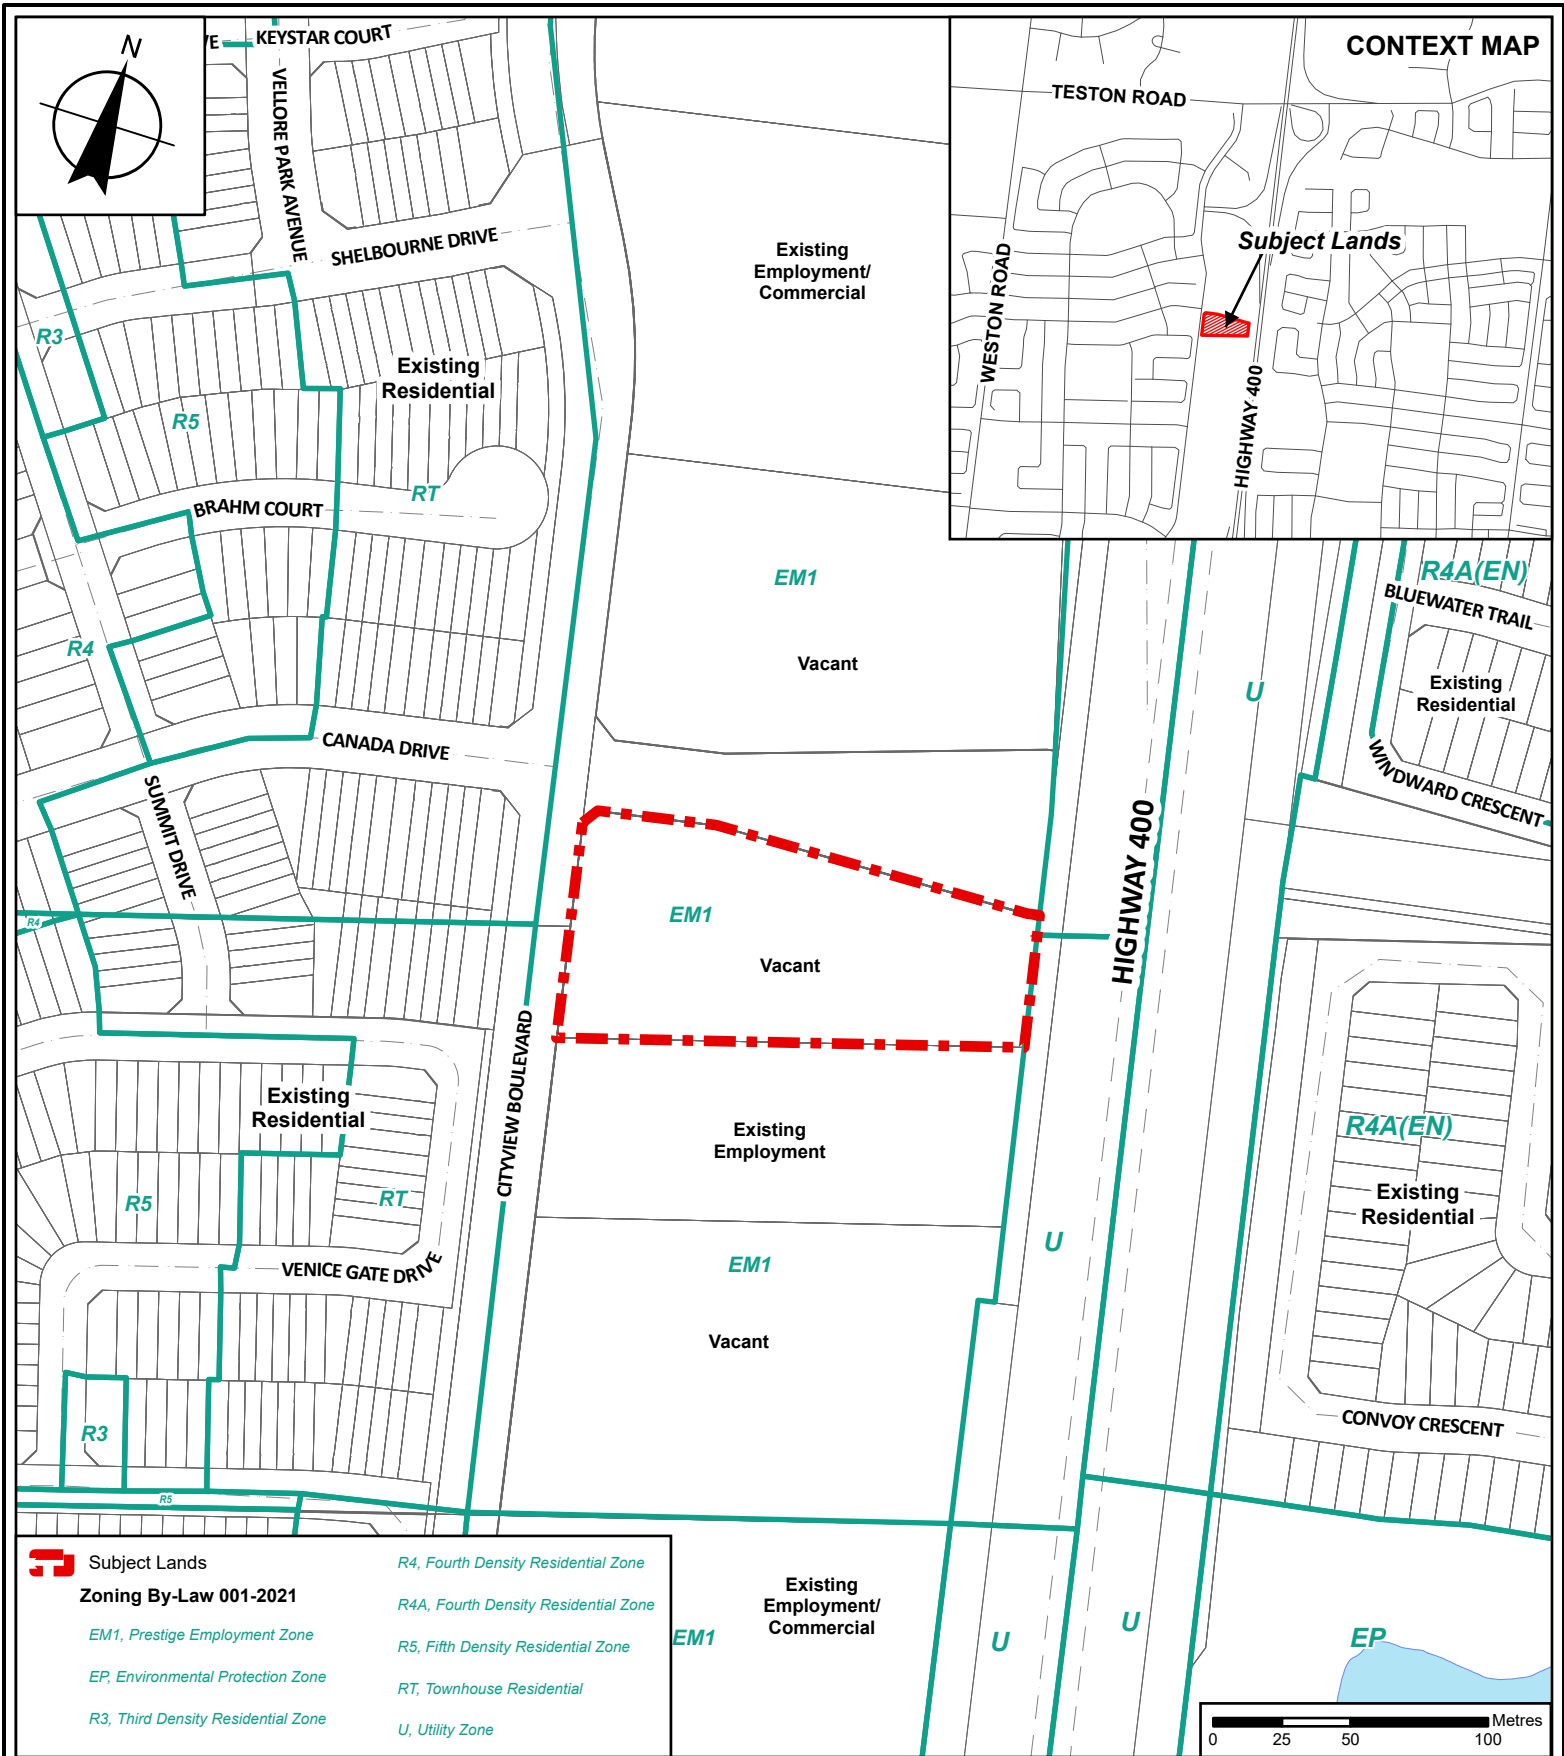 N
VE
KEYSTAR COURT
VELLORE PARK AVENUE
SHELBOURNE DRIVE
CONTEXT MAP
TESTON ROAD
WESTON ROAD
Subject Lands
HIGHWAY 400
Existing
Employment/
Commercial
R3
Existing
Residential
R5
RT
BRAHM COURT
EM1
Vacant
R4
CANADA DRIVE
SUMMIT DRIVE
R4A(EN)
BLUEWATER TRAIL
Existing
Residential
U
WINDWARD CRESCENT
HIGHWAY 400
R4
EM1
Vacant
CITYVIEW BOULEVARD
Existing
Residential
R5
RT
VENICE GATE DRIVE
Existing
Employment
U
EM1
Vacant
R4A(EN)
Existing
Residential
CONVOY CRESCENT
R3
R5
Existing
Employment/
Commercial
EM1
U
U
EP
Subject Lands
Zoning By-Law 001-2021
EM1, Prestige Employment Zone
EP, Environmental Protection Zone
R3, Third Density Residential Zone
R4, Fourth Density Residential Zone
R4A, Fourth Density Residential Zone
R5, Fifth Density Residential Zone
RT, Townhouse Residential
U, Utility Zone
Metres
0 25 50 100